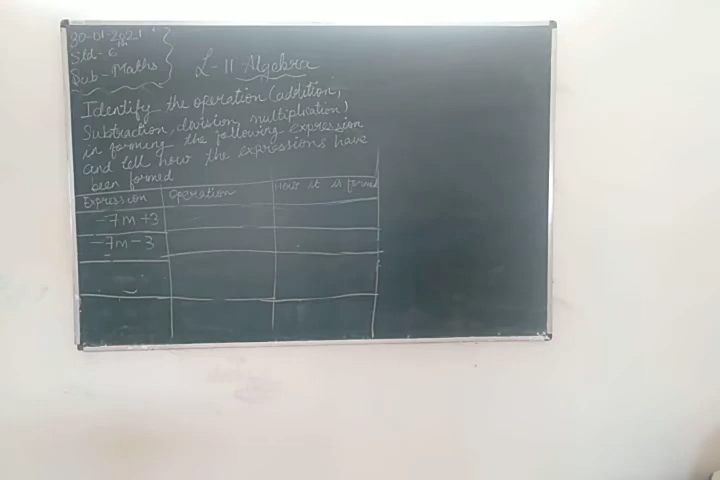 30-01-2021
Std- 6th
Sub- Maths
L-11 Algebra
Identify the operation (addition,
Subtraction, division, multiplication)
in forming the following expression
and tell how the expressions have
been formed
Expression Operation How it is formed
-7m+3
-7m-3